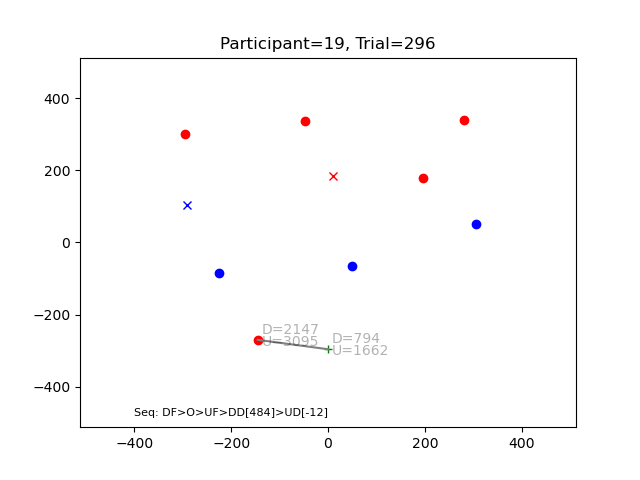 Participant=19, Trial=296
400
200
0
−200
−400
D=2147
U=3095
D=794
U=1662
Seq: DF>O>UF>DD[484]>UD[-12]
−400
−200
0
200
400